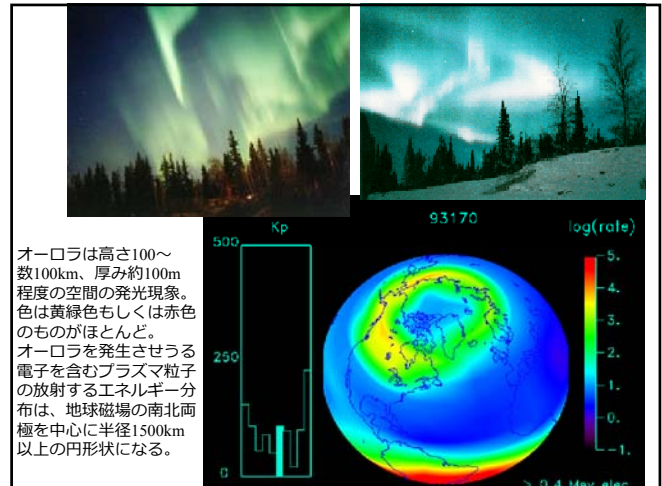 オーロラは高さ100〜
数100km、厚み約100m
程度の空間の発光現象。
色は黄緑色もしくは赤色
のものがほとんど。
オーロラを発生させうる
電子を含むプラズマ粒子
の放射するエネルギー分
布は、地球磁場の南北両
極を中心に半径1500km
以上の円形状になる。
Kp
93170
log(rate)
500
250
0
5.
4.
3.
2.
1.
0.
-1.
> 0.4 Mev elec